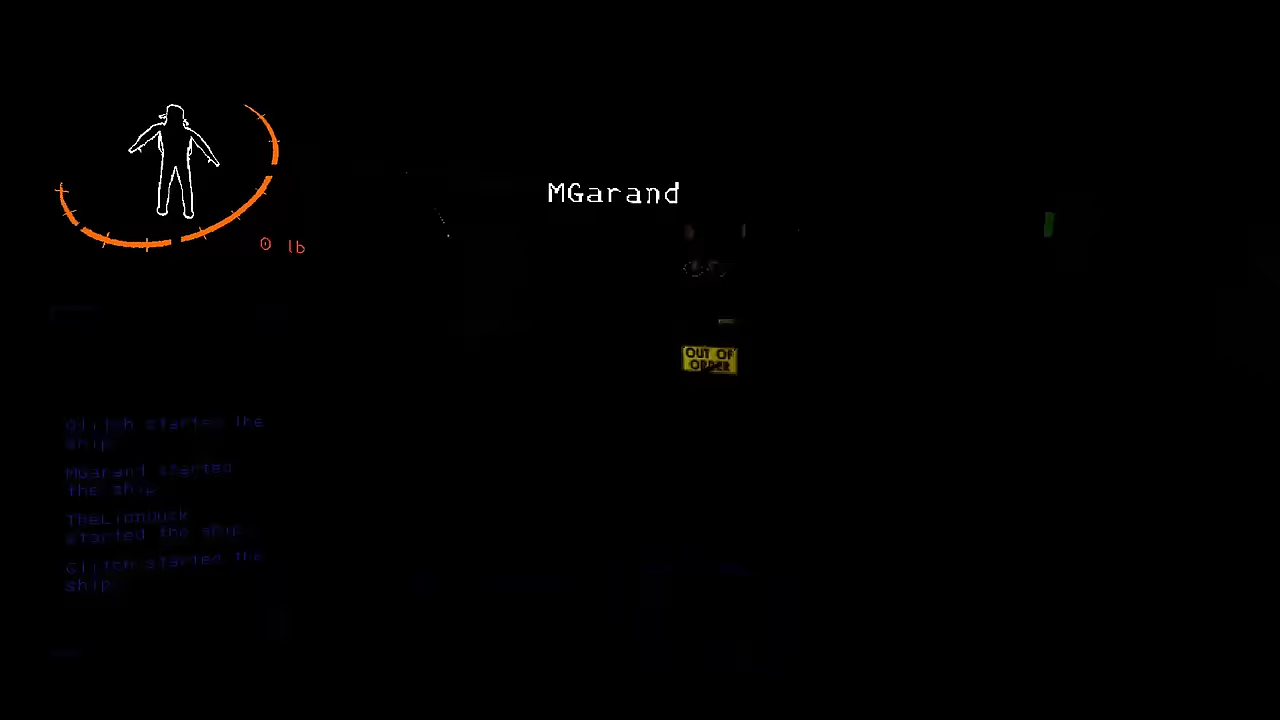 MGarand
0 lb
OUT OF
ORDER
Glitch started the
ship.
MGarand started
the ship.
TheLionDuck
started the ship.
Glitch started the
ship.